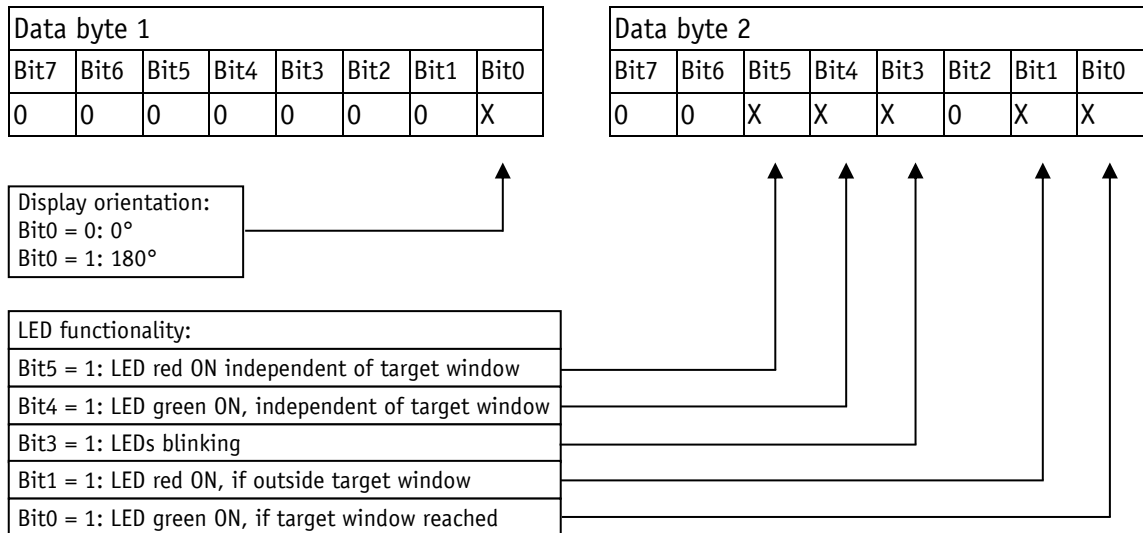 Data byte 1
Bit7 Bit6 Bit5 Bit4 Bit3 Bit2 Bit1 Bit0
0 0 0 0 0 0 0 X
Data byte 2
Bit7 Bit6 Bit5 Bit4 Bit3 Bit2 Bit1 Bit0
0 0 X X X 0 X X
Display orientation:
Bit0 = 0: 0°
Bit0 = 1: 180°
LED functionality:
Bit5 = 1: LED red ON independent of target window
Bit4 = 1: LED green ON, independent of target window
Bit3 = 1: LEDs blinking
Bit1 = 1: LED red ON, if outside target window
Bit0 = 1: LED green ON, if target window reached